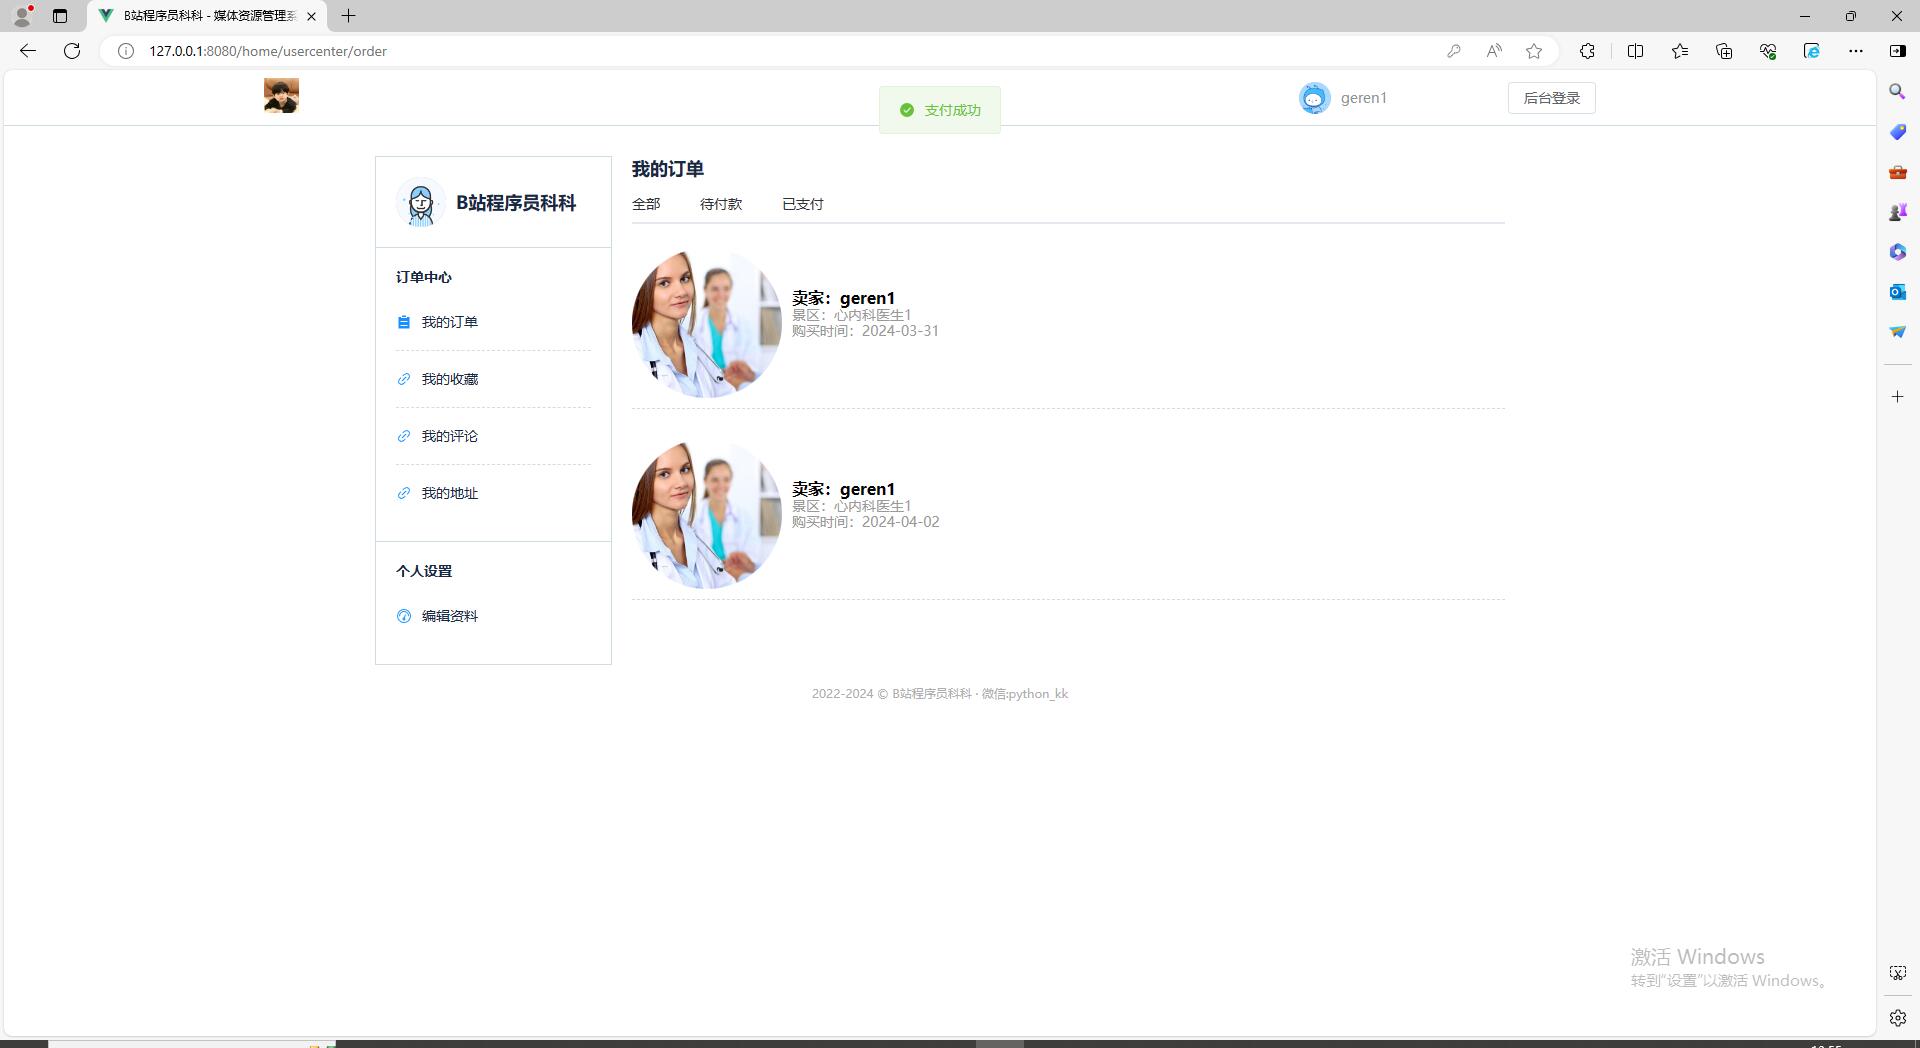 B站程序员科科 - 媒体资源管理系
127.0.0.1:8080/home/usercenter/order
支付成功
geren1
后台登录
B站程序员科科
订单中心
我的订单
我的收藏
我的评论
我的地址
个人设置
编辑资料
我的订单
全部 待付款 已支付
卖家：geren1
景区：心内科医生1
购买时间：2024-03-31
卖家：geren1
景区：心内科医生1
购买时间：2024-04-02
2022-2024 © B站程序员科科 · 微信:python_kk
激活 Windows
转到“设置”以激活 Windows。